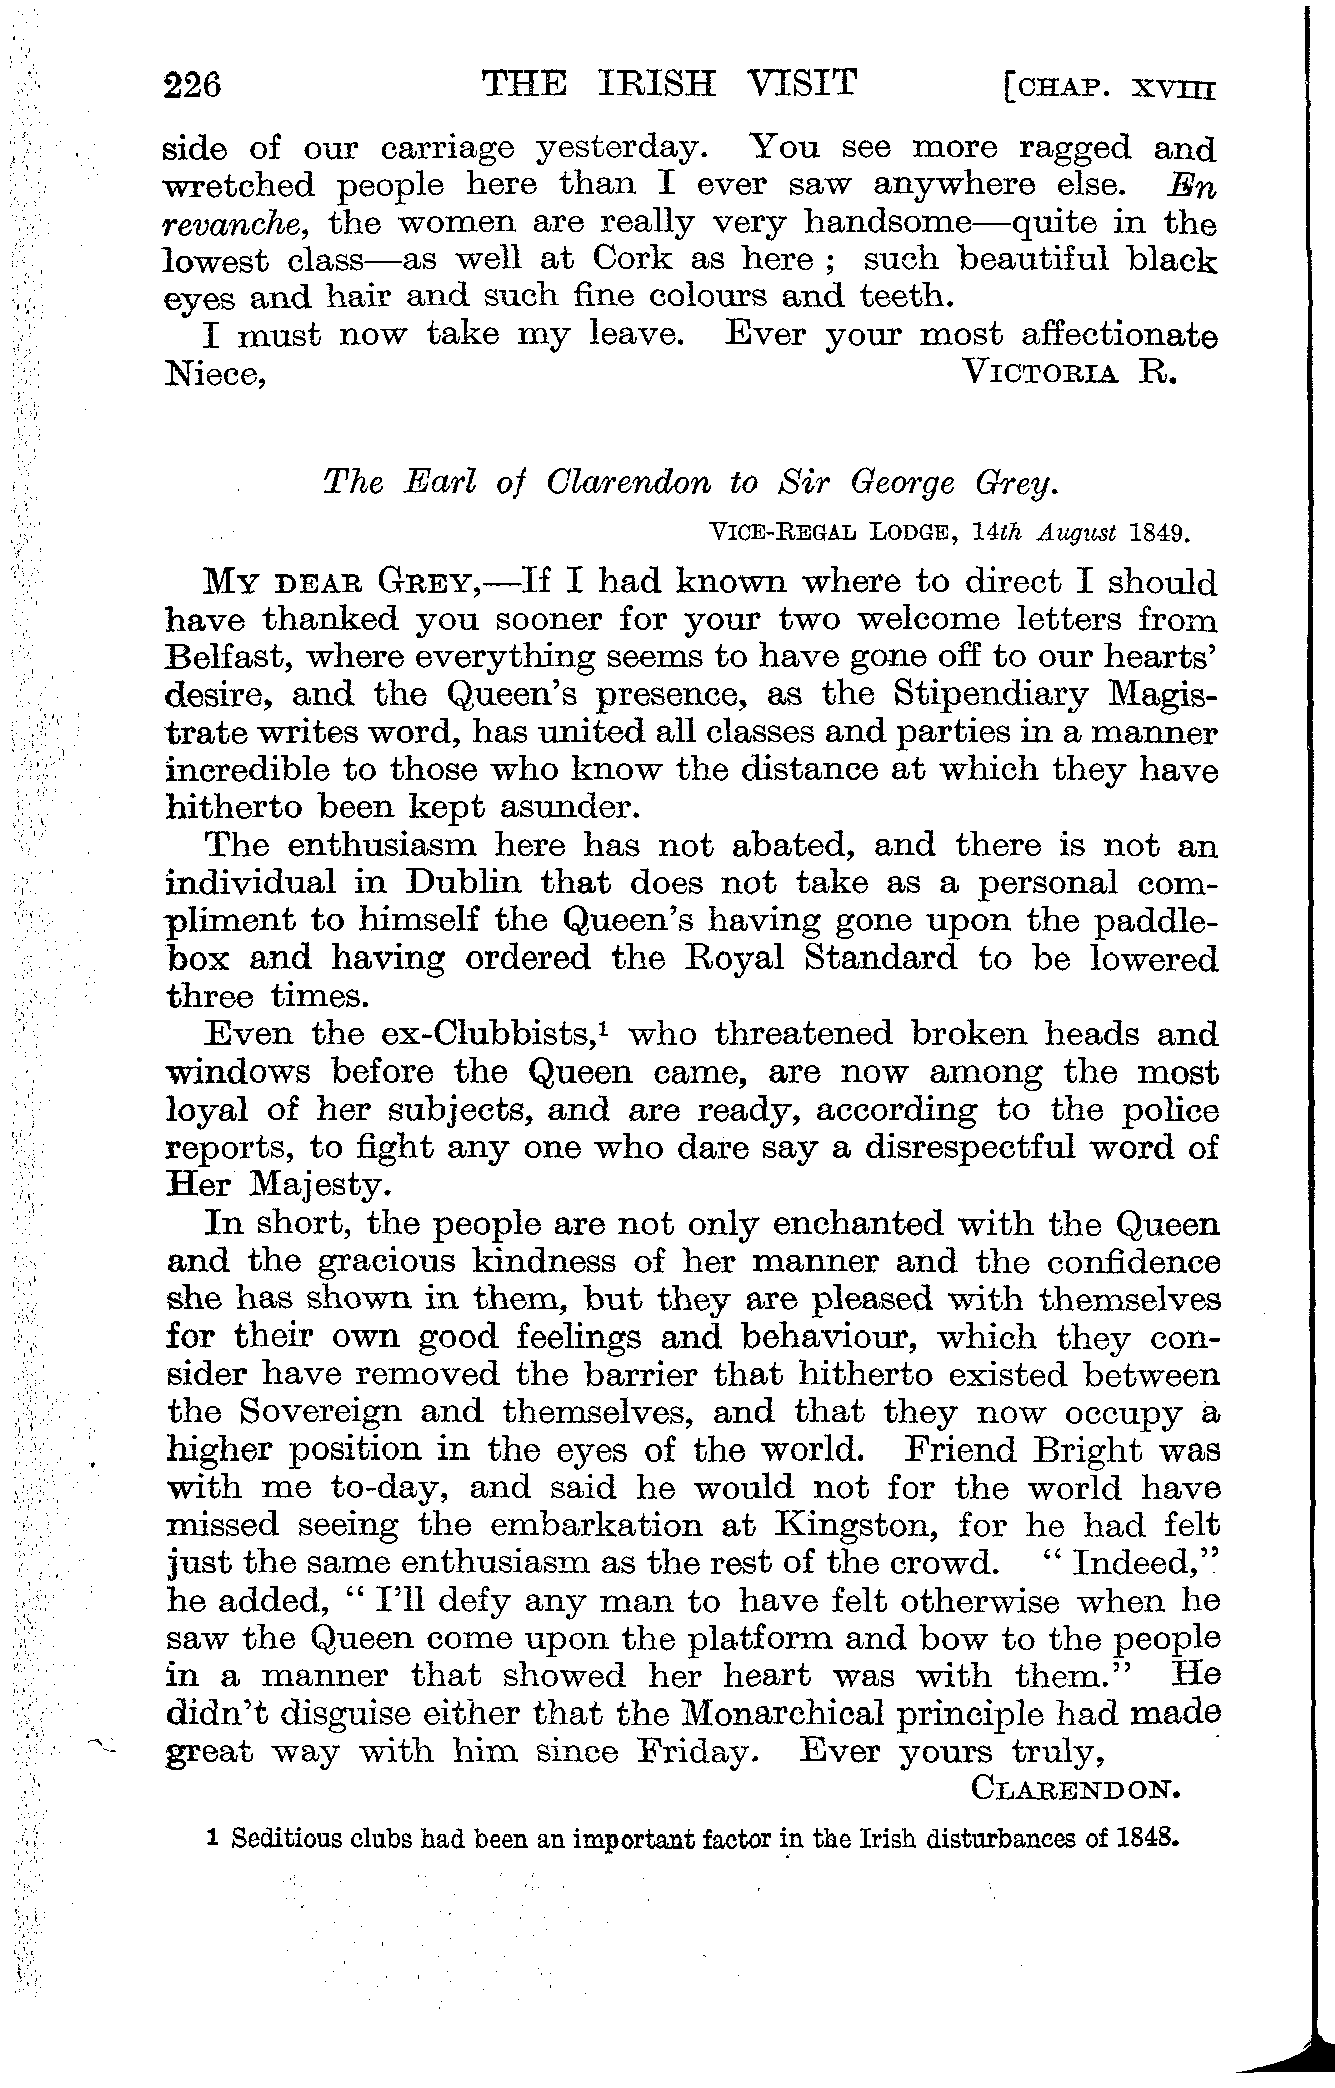 226 THE IRISH VISIT [CHAP. XVIII
side of our carriage yesterday. You see more ragged and
wretched people here than I ever saw anywhere else. En
revanche, the women are really very handsome—quite in the
lowest class—as well at Cork as here ; such beautiful black
eyes and hair and such fine colours and teeth.
I must now take my leave. Ever your most affectionate
Niece, VICTORIA R.
The Earl of Clarendon to Sir George Grey.
VICE-REGAL LODGE, 14th August 1849.
MY DEAR GREY,—If I had known where to direct I should
have thanked you sooner for your two welcome letters from
Belfast, where everything seems to have gone off to our hearts’
desire, and the Queen’s presence, as the Stipendiary Magis-
trate writes word, has united all classes and parties in a manner
incredible to those who know the distance at which they have
hitherto been kept asunder.
The enthusiasm here has not abated, and there is not an
individual in Dublin that does not take as a personal com-
pliment to himself the Queen’s having gone upon the paddle-
box and having ordered the Royal Standard to be lowered
three times.
Even the ex-Clubbists,¹ who threatened broken heads and
windows before the Queen came, are now among the most
loyal of her subjects, and are ready, according to the police
reports, to fight any one who dare say a disrespectful word of
Her Majesty.
In short, the people are not only enchanted with the Queen
and the gracious kindness of her manner and the confidence
she has shown in them, but they are pleased with themselves
for their own good feelings and behaviour, which they con-
sider have removed the barrier that hitherto existed between
the Sovereign and themselves, and that they now occupy a
higher position in the eyes of the world. Friend Bright was
with me to-day, and said he would not for the world have
missed seeing the embarkation at Kingston, for he had felt
just the same enthusiasm as the rest of the crowd. “ Indeed,”
he added, “ I’ll defy any man to have felt otherwise when he
saw the Queen come upon the platform and bow to the people
in a manner that showed her heart was with them.” He
didn’t disguise either that the Monarchical principle had made
great way with him since Friday. Ever yours truly,
CLARENDON.
1 Seditious clubs had been an important factor in the Irish disturbances of 1848.